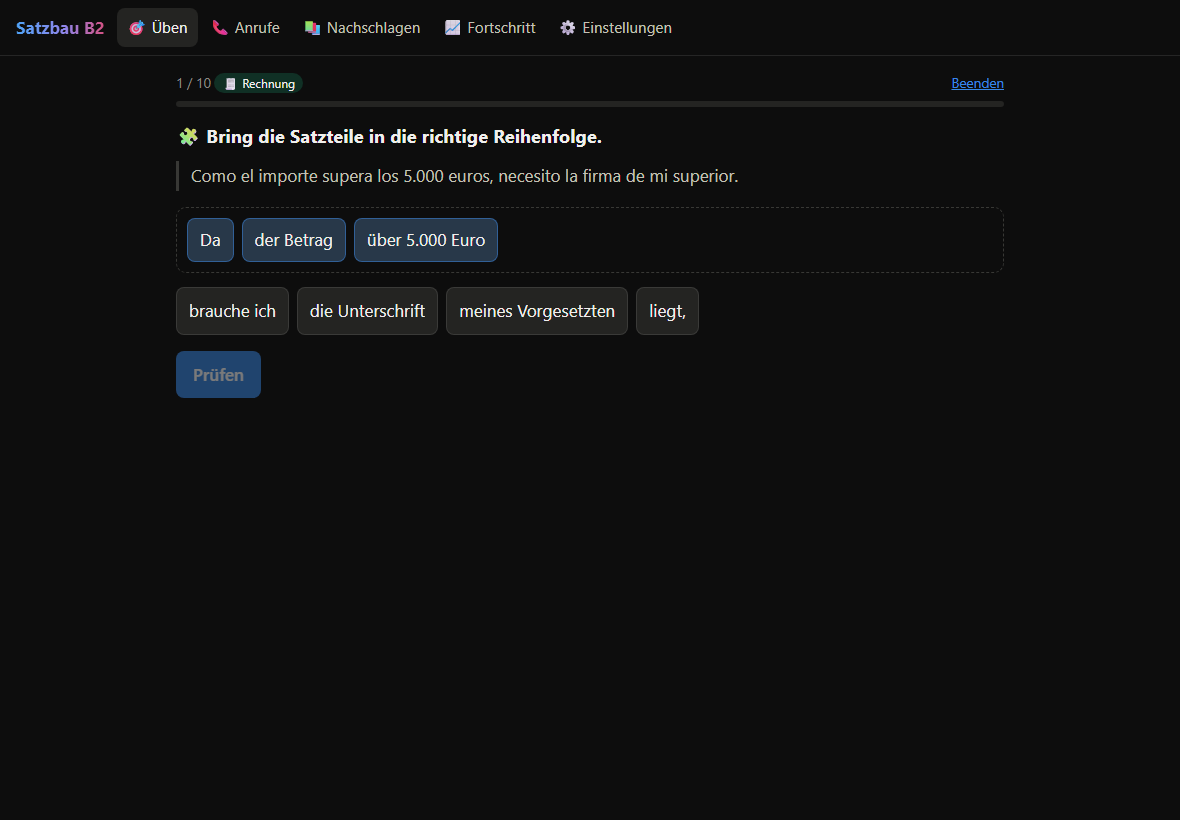 Satzbau B2 Üben Anrufe Nachschlagen Fortschritt Einstellungen
1 / 10 Rechnung Beenden
Bring die Satzteile in die richtige Reihenfolge.
Como el importe supera los 5.000 euros, necesito la firma de mi superior.
Da der Betrag über 5.000 Euro
brauche ich die Unterschrift meines Vorgesetzten liegt,
Prüfen